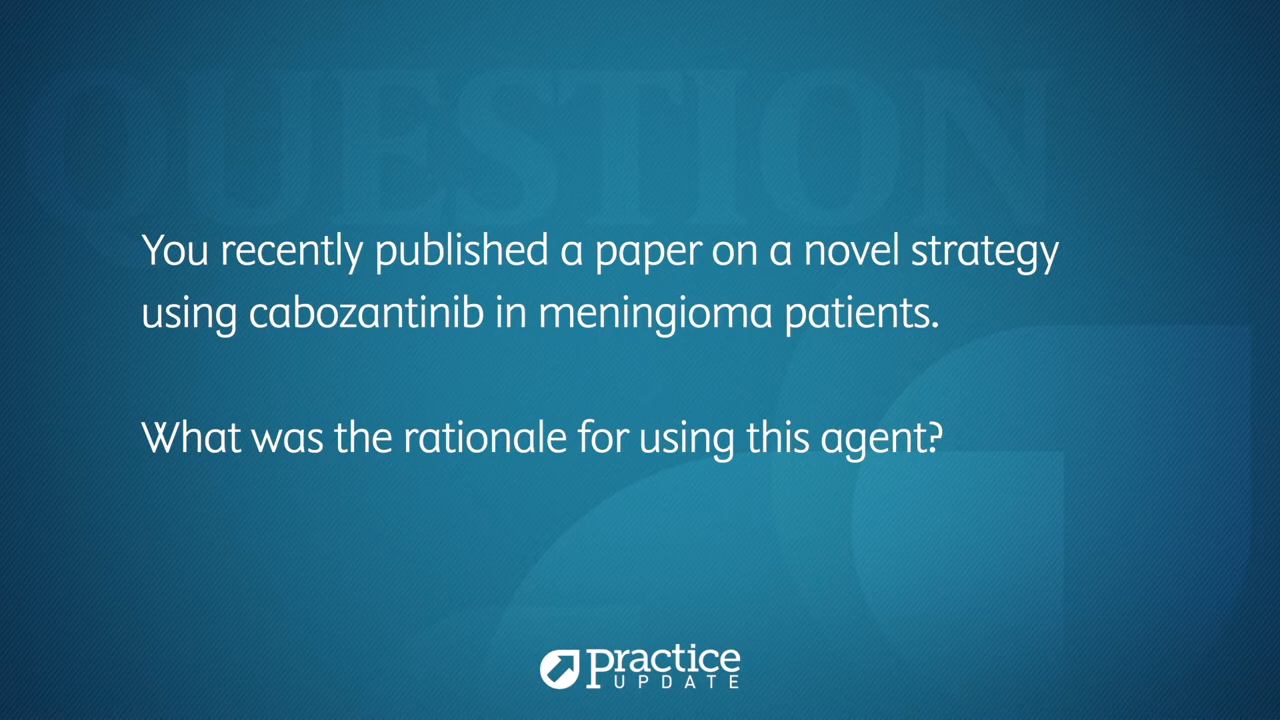 QUESTION
You recently published a paper on a novel strategy
using cabozantinib in meningioma patients.
What was the rationale for using this agent?
Practice
UPDATE